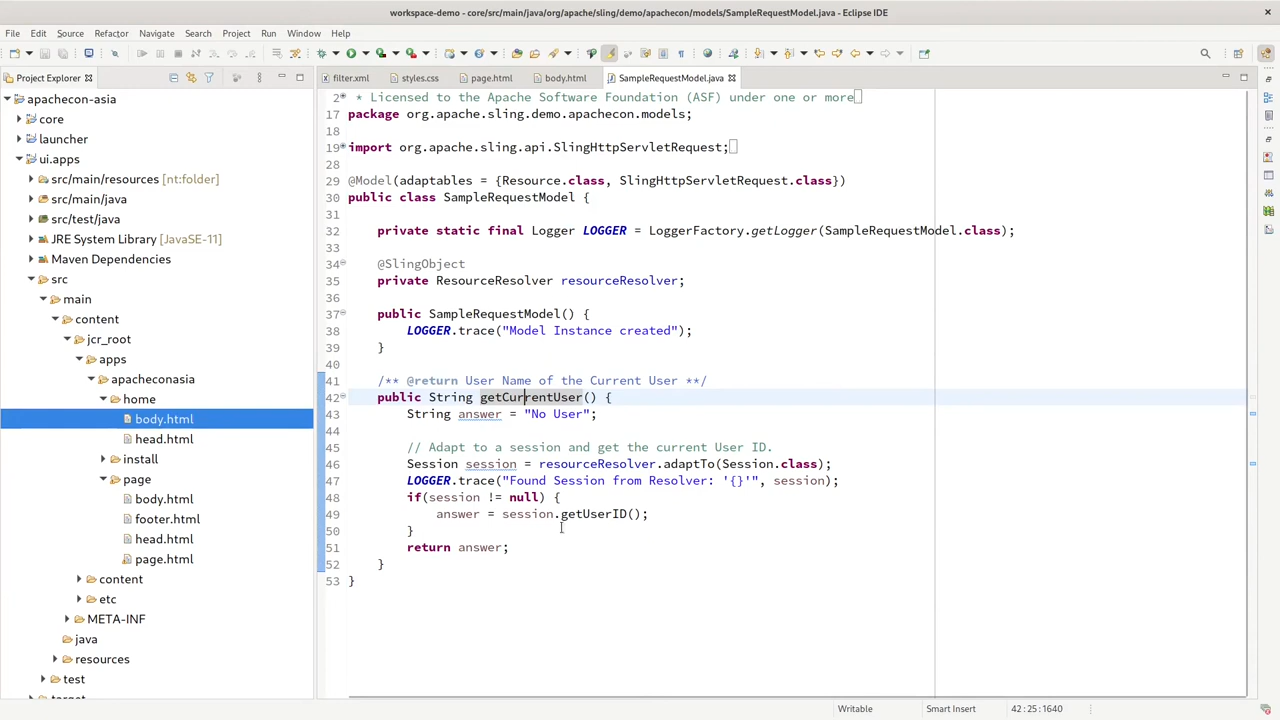 workspace-demo - core/src/main/java/org/apache/sling/demo/apachecon/models/SampleRequestModel.java - Eclipse IDE
File Edit Source Refactor Navigate Search Project Run Window Help
Project Explorer
apachecon-asia
core
launcher
ui.apps
src/main/resources [nt:folder]
src/main/java
src/test/java
JRE System Library [JavaSE-11]
Maven Dependencies
src
main
content
jcr_root
apps
apacheconasia
home
body.html
head.html
install
page
body.html
footer.html
head.html
page.html
content
etc
META-INF
java
resources
test
target
filter.xml styles.css page.html body.html SampleRequestModel.java
2 * Licensed to the Apache Software Foundation (ASF) under one or more
17 package org.apache.sling.demo.apachecon.models;
18
19 import org.apache.sling.api.SlingHttpServletRequest;
28
29 @Model(adaptables = {Resource.class, SlingHttpServletRequest.class})
30 public class SampleRequestModel {
31
32 private static final Logger LOGGER = LoggerFactory.getLogger(SampleRequestModel.class);
33
34 @SlingObject
35 private ResourceResolver resourceResolver;
36
37 public SampleRequestModel() {
38 LOGGER.trace("Model Instance created");
39 }
40
41 /** @return User Name of the Current User **/
42 public String getCurrentUser() {
43 String answer = "No User";
44
45 // Adapt to a session and get the current User ID.
46 Session session = resourceResolver.adaptTo(Session.class);
47 LOGGER.trace("Found Session from Resolver: '{}'", session);
48 if(session != null) {
49 answer = session.getUserID();
50 }
51 return answer;
52 }
53 }
Writable Smart Insert 42:25:1640